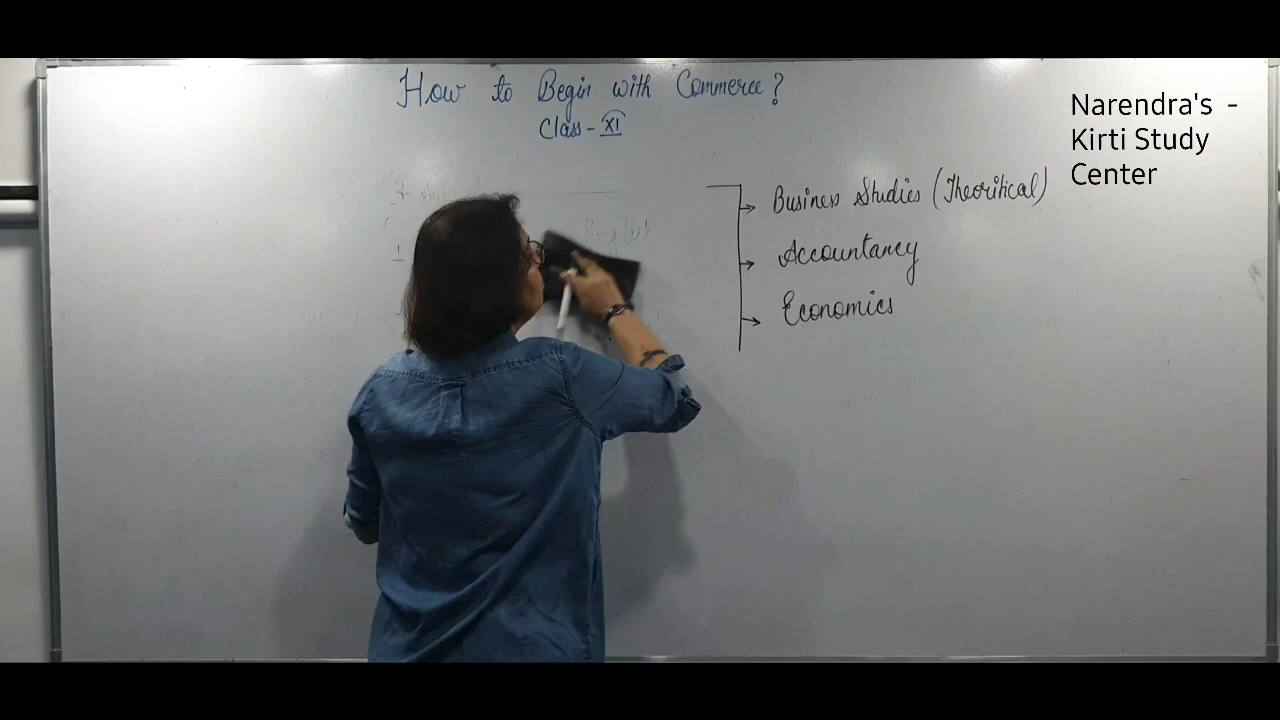 How to Begin with Commerce?
Class - XI
Narendra's -
Kirti Study
Center
Business Studies (Theoritical)
Accountancy
Economics